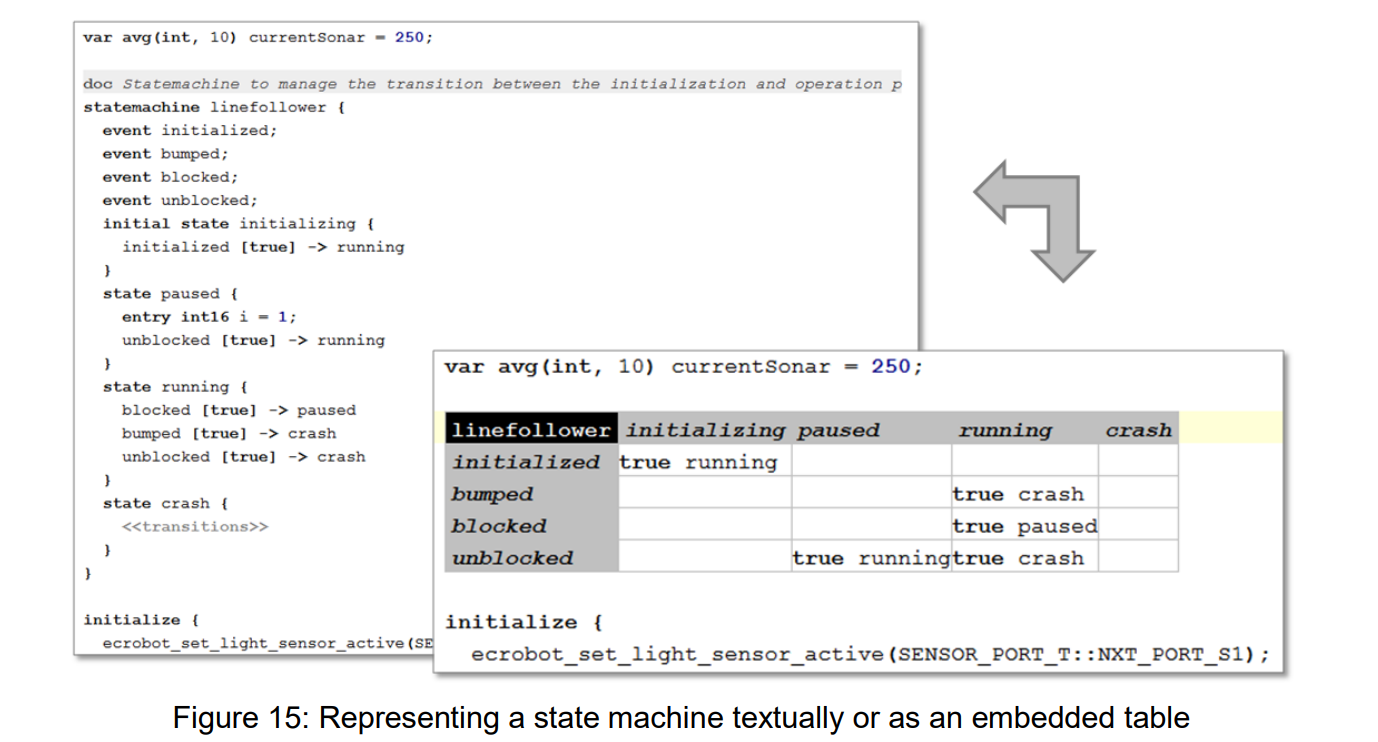 var avg(int, 10) currentSonar = 250;
doc Statemachine to manage the transition between the initialization and operation p
statemachine linefollower {
event initialized;
event bumped;
event blocked;
event unblocked;
initial state initializing {
initialized [true] -> running
}
state paused {
entry int16 i = 1;
unblocked [true] -> running
}
state running {
blocked [true] -> paused
bumped [true] -> crash
unblocked [true] -> crash
}
state crash {
<<transitions>>
}
}
initialize {
ecrobot_set_light_sensor_active(SE
var avg(int, 10) currentSonar = 250;
linefollower initializing paused running crash
initialized true running
bumped true crash
blocked true paused
unblocked true running true crash
initialize {
ecrobot_set_light_sensor_active(SENSOR_PORT_T::NXT_PORT_S1);
Figure 15: Representing a state machine textually or as an embedded table